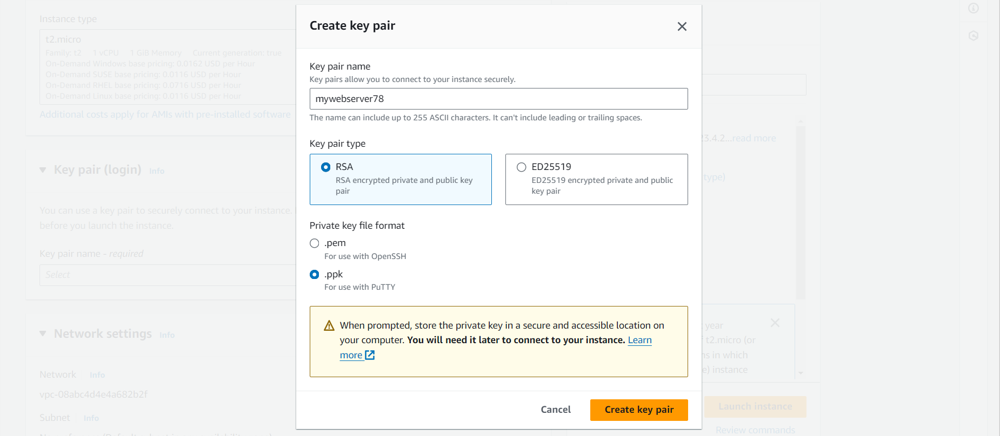 Instance type
t2.micro
Family: t2 1 vCPU 1 GiB Memory Current generation: true
On-Demand Windows base pricing: 0.0162 USD per Hour
On-Demand SUSE base pricing: 0.0116 USD per Hour
On-Demand RHEL base pricing: 0.0716 USD per Hour
On-Demand Linux base pricing: 0.0116 USD per Hour
Additional costs apply for AMIs with pre-installed software
Key pair (login) Info
You can use a key pair to securely connect to your instance.
before you launch the instance.
Key pair name - required
Select
Network settings Info
Network Info
vpc-08abc4d4e4a682b2f
Subnet Info
Create key pair
Key pair name
Key pairs allow you to connect to your instance securely.
mywebserver78
The name can include up to 255 ASCII characters. It can't include leading or trailing spaces.
Key pair type
RSA
RSA encrypted private and public key
pair
ED25519
ED25519 encrypted private and public
key pair
Private key file format
.pem
For use with OpenSSH
.ppk
For use with PuTTY
When prompted, store the private key in a secure and accessible location on
your computer. You will need it later to connect to your instance. Learn
more
Cancel
Create key pair
23.4.2...read more
type)
year
t2.micro (or
in which
instance
Launch instance
Review commands